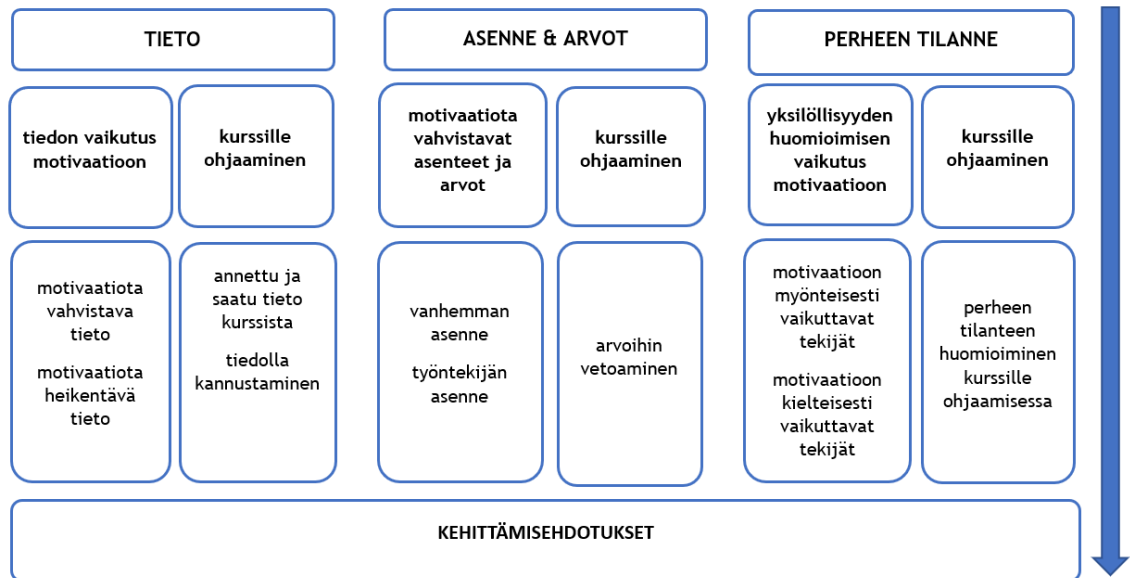 TIETO
ASENNE & ARVOT
PERHEEN TILANNE
tiedon vaikutus
motivaatioon
kurssille
ohjaaminen
motivaatiota
vahvistavat
asenteet ja
arvot
kurssille
ohjaaminen
yksilöllisyyden
huomioimisen
vaikutus
motivaatioon
kurssille
ohjaaminen
motivaatiota
vahvistava
tieto
motivaatiota
heikentävä
tieto
annettu ja
saatu tieto
kurssista
tiedolla
kannustaminen
vanhemman
asenne
työntekijän
asenne
arvoihin
vetoaminen
motivaatioon
myönteisesti
vaikuttavat
tekijät
motivaatioon
kielteisesti
vaikuttavat
tekijät
perheen
tilanteen
huomioiminen
kurssille
ohjaamisessa
KEHITTÄMISEHDOTUKSET